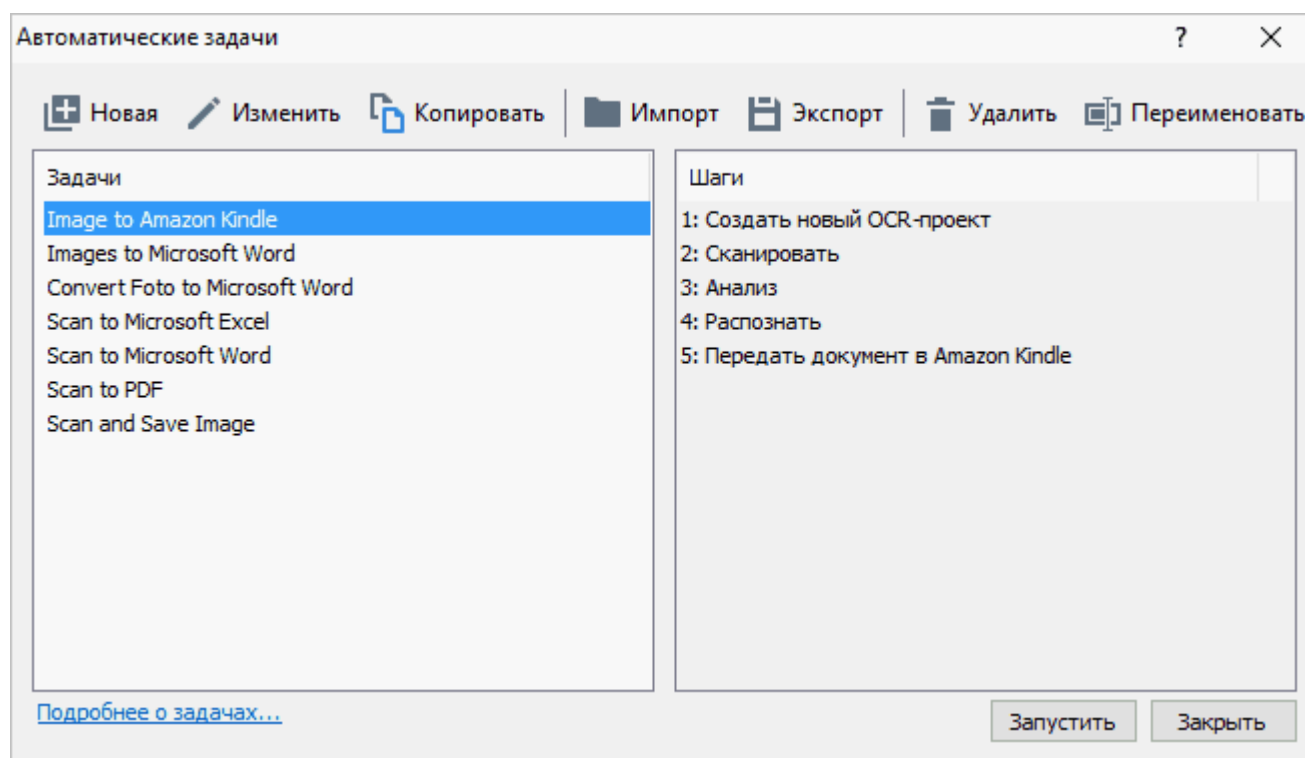 Автоматические задачи ?
Новая Изменить Копировать Импорт Экспорт Удалить Переименовать
Задачи
Image to Amazon Kindle
Images to Microsoft Word
Convert Foto to Microsoft Word
Scan to Microsoft Excel
Scan to Microsoft Word
Scan to PDF
Scan and Save Image
Шаги
1: Создать новый OCR-проект
2: Сканировать
3: Анализ
4: Распознать
5: Передать документ в Amazon Kindle
Подробнее о задачах...
Запустить Закрыть